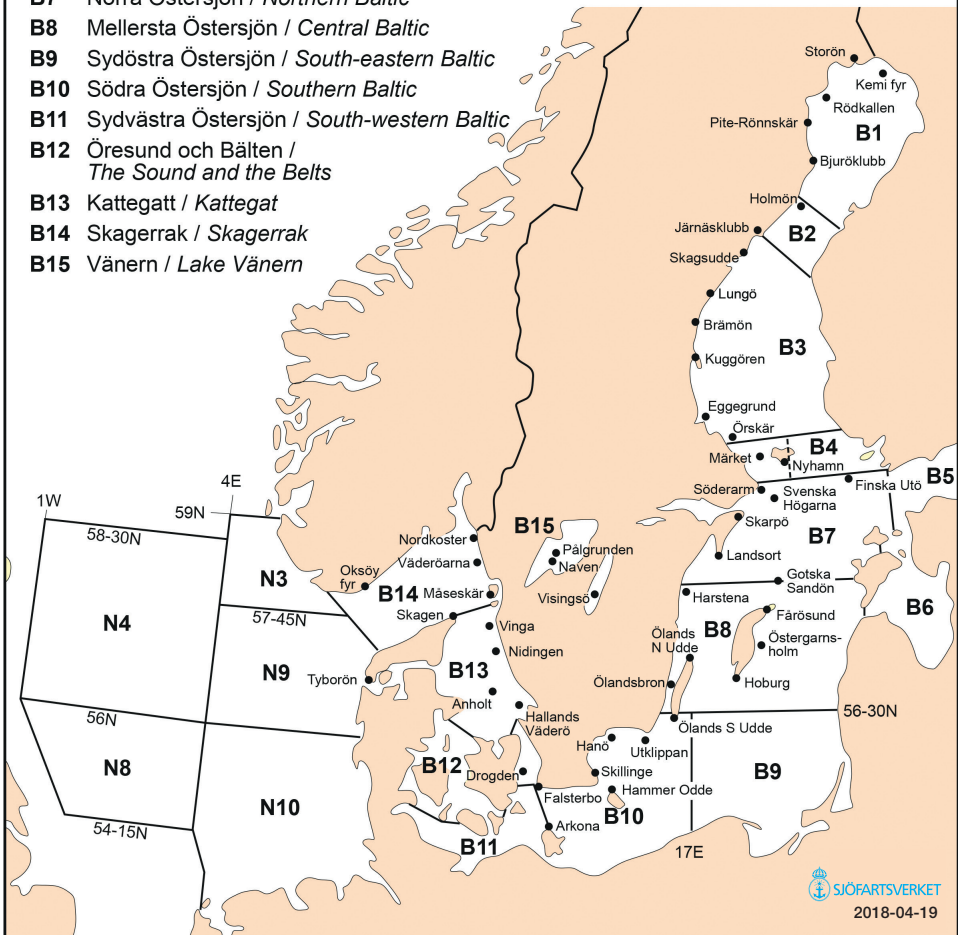 B7 Norra Östersjön / Northern Baltic
B8 Mellersta Östersjön / Central Baltic
B9 Sydöstra Östersjön / South-eastern Baltic
B10 Södra Östersjön / Southern Baltic
B11 Sydvästra Östersjön / South-western Baltic
B12 Öresund och Bälten /
The Sound and the Belts
B13 Kattegatt / Kattegat
B14 Skagerrak / Skagerrak
B15 Vänern / Lake Vänern
Storön
Kemi fyr
Rödkallen
Pite-Rönnskär
B1
Bjuröklubb
Holmön
Järnäsklubb
B2
Skagsudde
Lungö
Brämön
B3
Kuggören
Eggegrund
Örskär
B4
Märket
Nyhamn
B5
Finska Utö
Söderarm
Svenska
Högarna
Skarpö
B7
Landsort
Gotska
Sandön
Harstena
B6
Fårösund
B8
Östergarns-
holm
Ölands
N Udde
Hoburg
Ölandsbron
56-30N
Ölands S Udde
Hanö
Utklippan
B9
Skillinge
Hammer Odde
B10
17E
1W
4E
59N
58-30N
N3
N4
57-45N
N9
56N
N8
N10
54-15N
B15
Nordkoster
Pålgrunden
Naven
Väderöarna
Oksöy
fyr
B14
Måseskär
Visingsö
Skagen
Vinga
Nidingen
B13
Tyborön
Anholt
Hallands
Väderö
B12
Drogden
Falsterbo
Arkona
B11
SJÖFARTSVERKET
2018-04-19